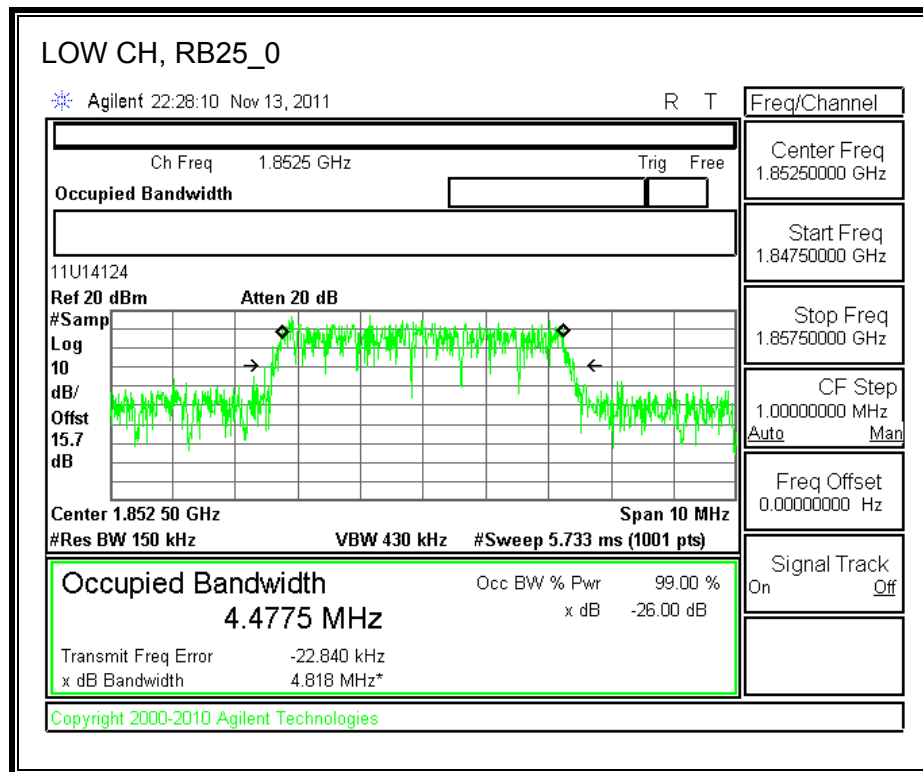 LOW CH, RB25_0
Agilent 22:28:10 Nov 13, 2011 R T
Ch Freq 1.8525 GHz Trig Free
Occupied Bandwidth
11U14124
Ref 20 dBm Atten 20 dB
#Samp
Log
10
dB/
Offst
15.7
dB
Center 1.852 50 GHz Span 10 MHz
#Res BW 150 kHz VBW 430 kHz #Sweep 5.733 ms (1001 pts)
Occupied Bandwidth Occ BW % Pwr 99.00 %
4.4775 MHz x dB -26.00 dB
Transmit Freq Error -22.840 kHz
x dB Bandwidth 4.818 MHz*
Copyright 2000-2010 Agilent Technologies
Freq/Channel
Center Freq
1.85250000 GHz
Start Freq
1.84750000 GHz
Stop Freq
1.85750000 GHz
CF Step
1.00000000 MHz
Auto Man
Freq Offset
0.00000000 Hz
Signal Track
On Off